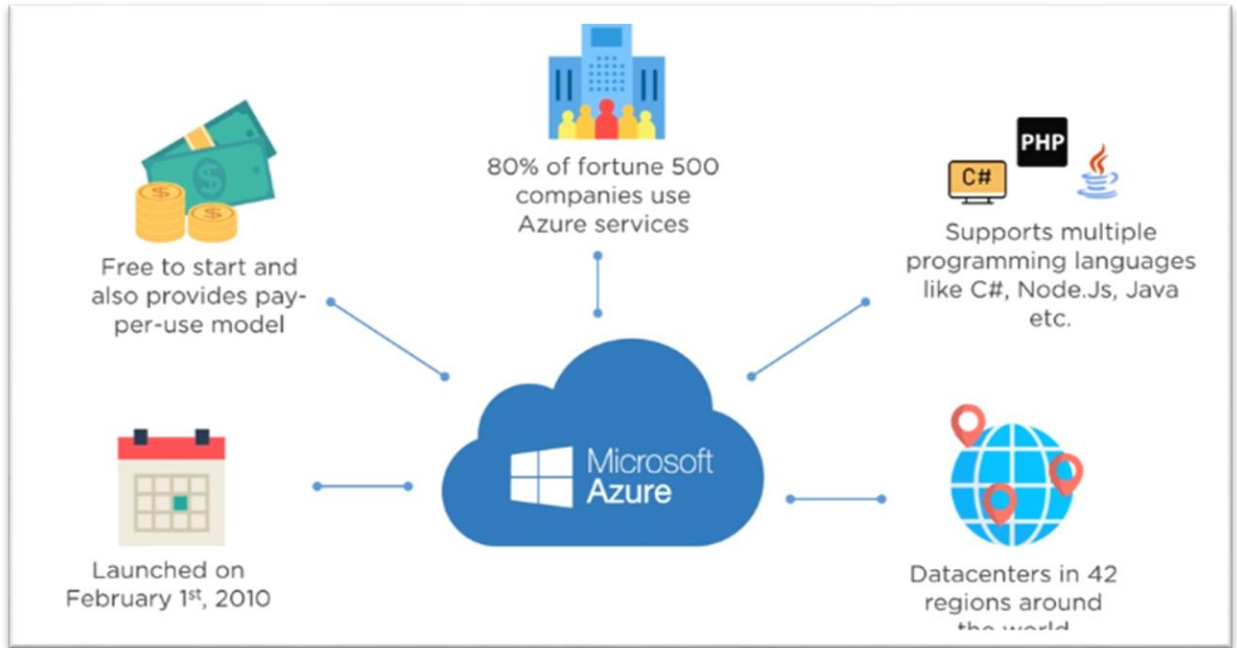 80% of fortune 500
companies use
Azure services
PHP
C#
Supports multiple
programming languages
like C#, Node.Js, Java
etc.
Free to start and
also provides pay-
per-use model
$
$
$
Microsoft
Azure
Launched on
February 1st, 2010
Datacenters in 42
regions around
the world